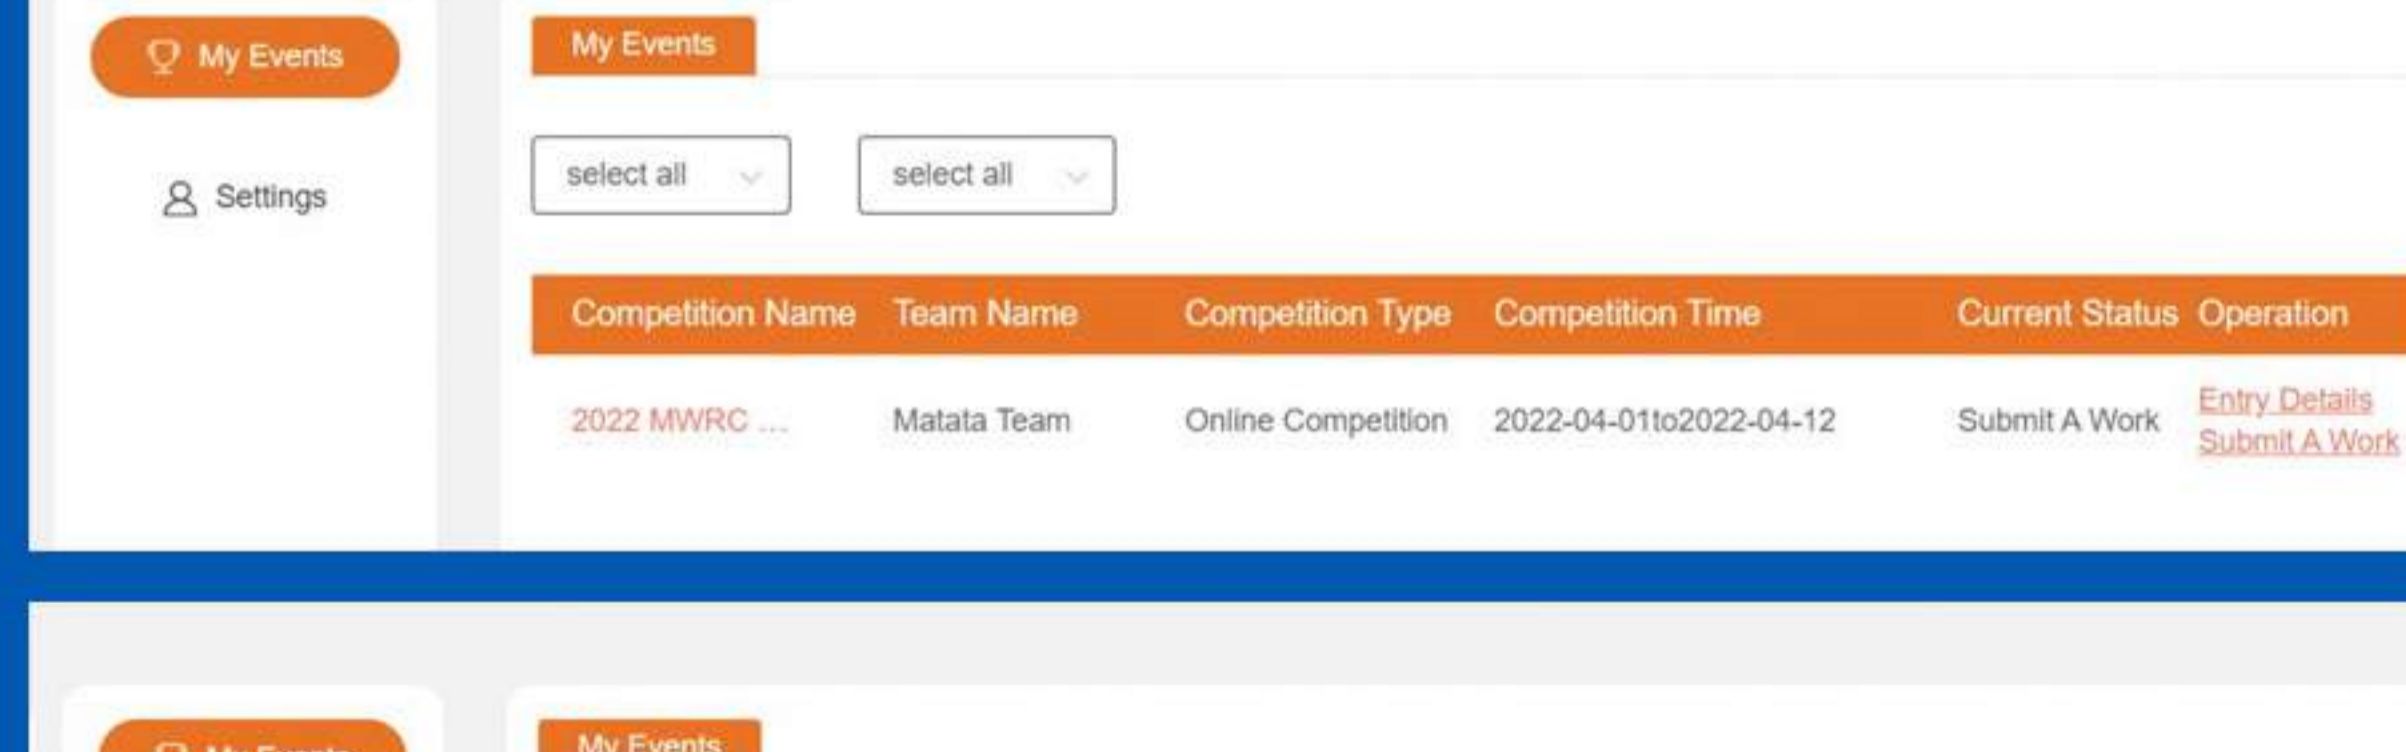 My Events
Settings
My Events
select all select all
Competition Name Team Name Competition Type Competition Time Current Status Operation
2022 MWRC ... Matata Team Online Competition 2022-04-01to2022-04-12 Submit A Work Entry Details
Submit A Work
My Events
My Events